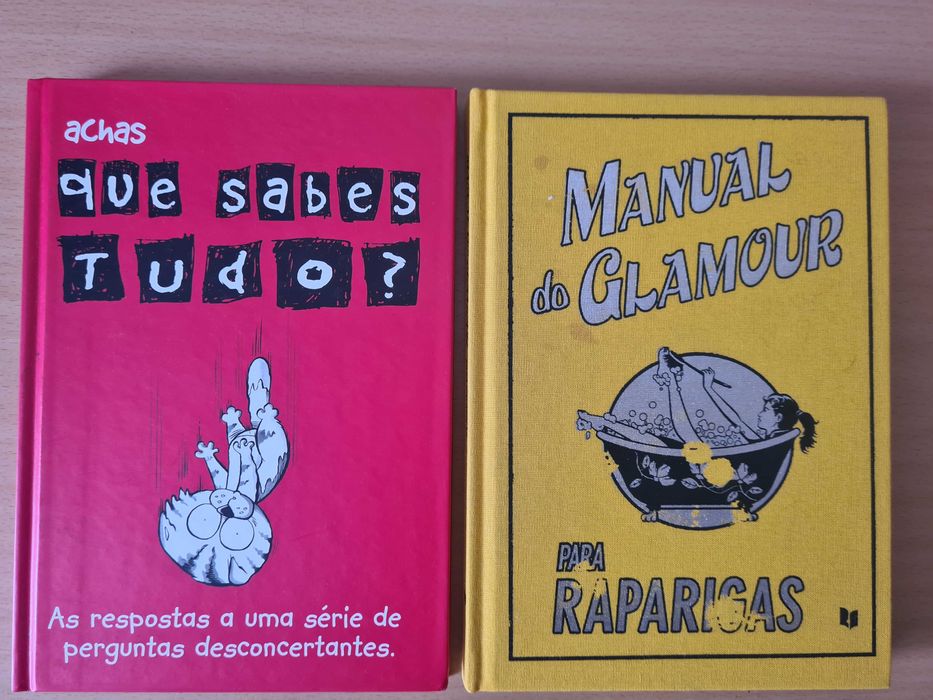 achas
que sabes
TUDO?
As respostas a uma série de
perguntas desconcertantes.
MANUAL
do GLAMOUR
PARA
RAPARIGAS